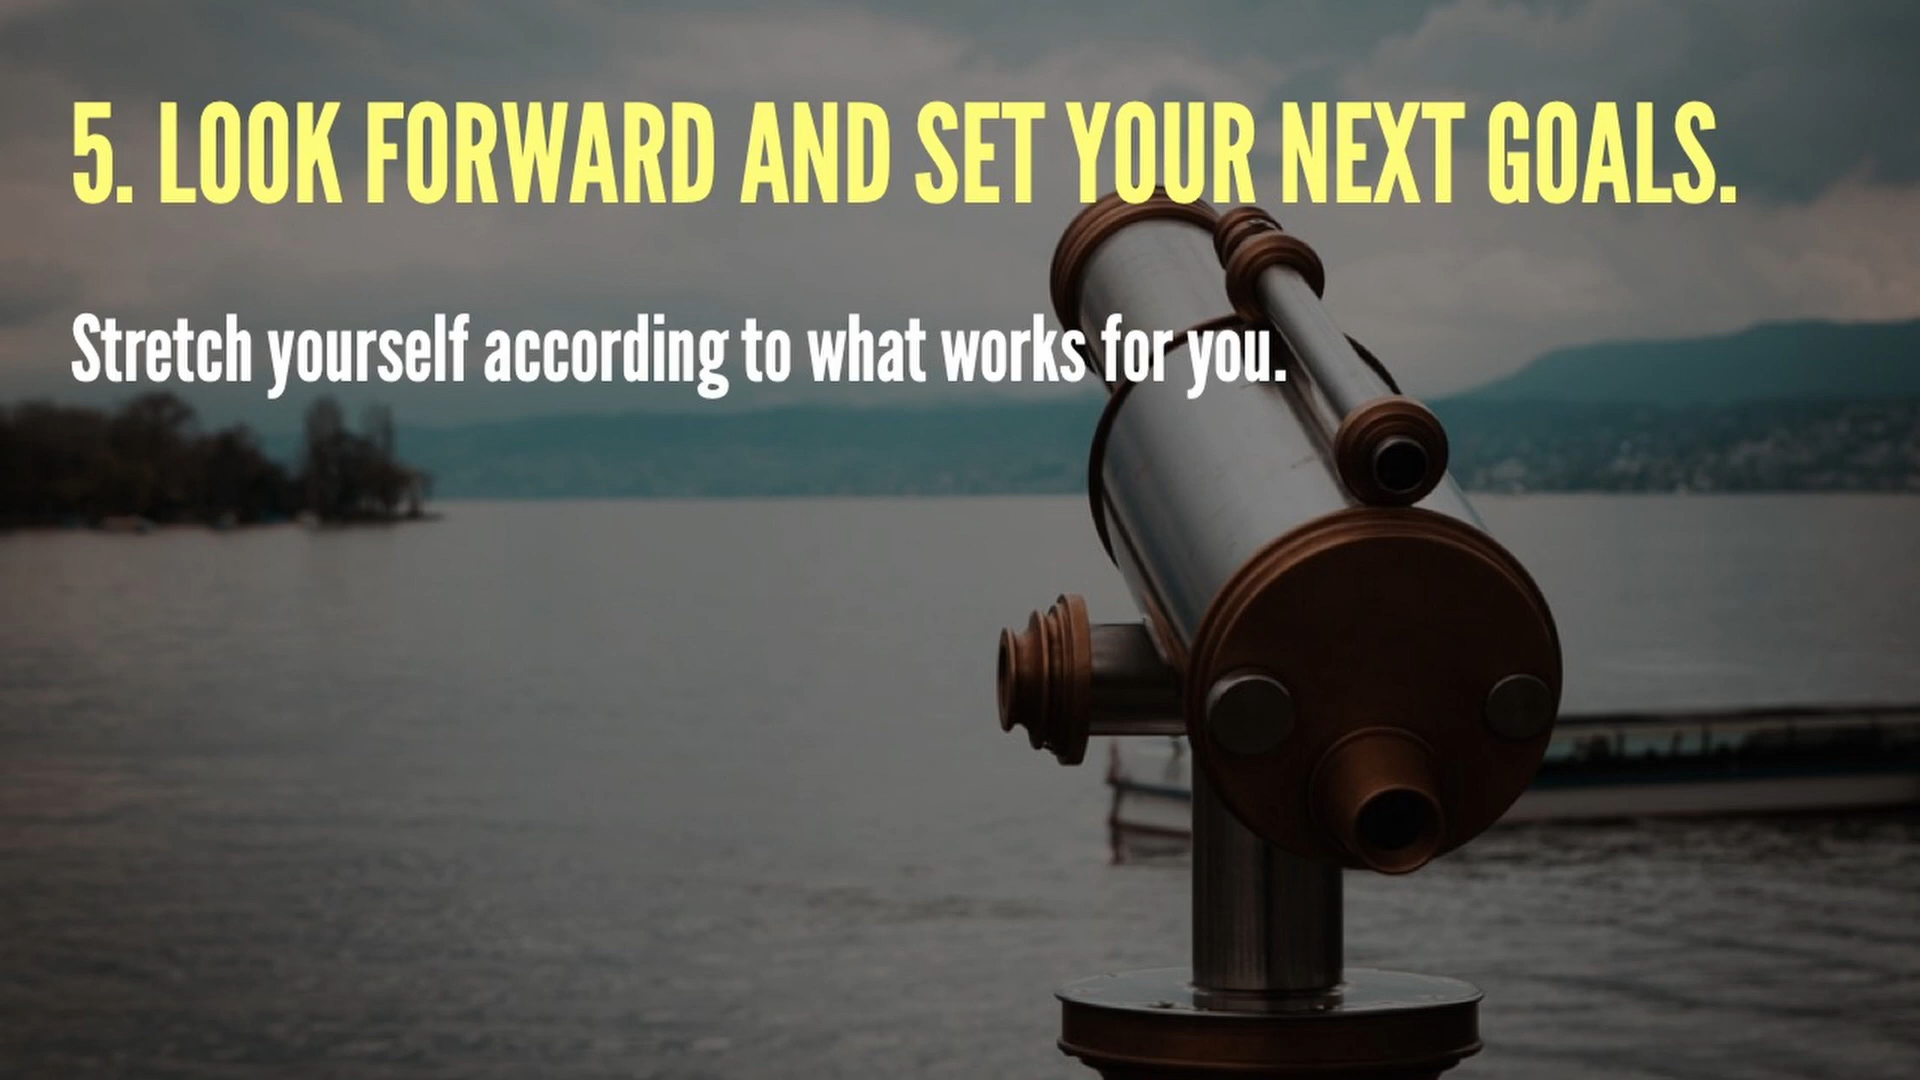 5. LOOK FORWARD AND SET YOUR NEXT GOALS.
Stretch yourself according to what works for you.